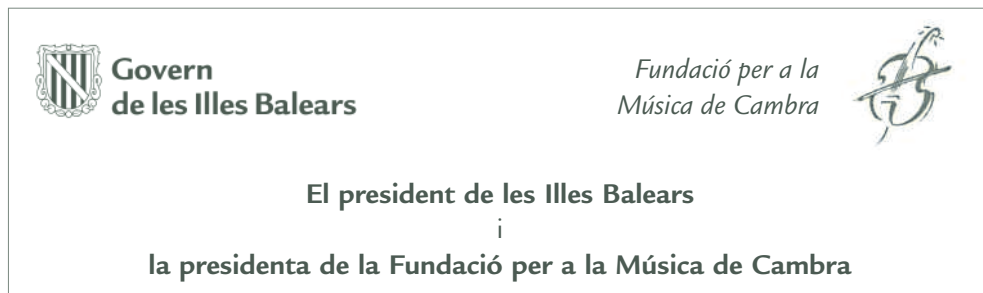 Govern
de les Illes Balears
Fundació per a la
Música de Cambra
El president de les Illes Balears
i
la presidenta de la Fundació per a la Música de Cambra